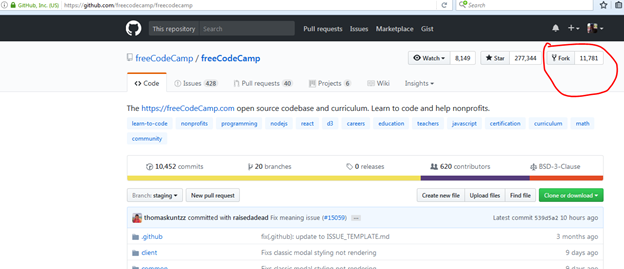 GitHub, Inc. (US) https://github.com/freecodecamp/freecodecamp Search
This repository Search Pull requests Issues Marketplace Gist
freeCodeCamp / freeCodeCamp Watch 8,149 Star 277,344 Fork 11,781
Code Issues 428 Pull requests 40 Projects 6 Wiki Insights
The https://freeCodeCamp.com open source codebase and curriculum. Learn to code and help nonprofits.
learn-to-code nonprofits programming nodejs react d3 careers education teachers javascript certification curriculum math
community
10,452 commits 20 branches 0 releases 620 contributors BSD-3-Clause
Branch: staging New pull request Create new file Upload files Find file Clone or download
thomaskuntzz committed with raisedadead Fix meaning issue (#15059) ... Latest commit 539d5a2 10 hours ago
.github fix(.github): update to ISSUE_TEMPLATE.md 3 months ago
client Fixs classic modal styling not rendering 9 days ago
common Fixs classic modal styling not rendering 9 days ago